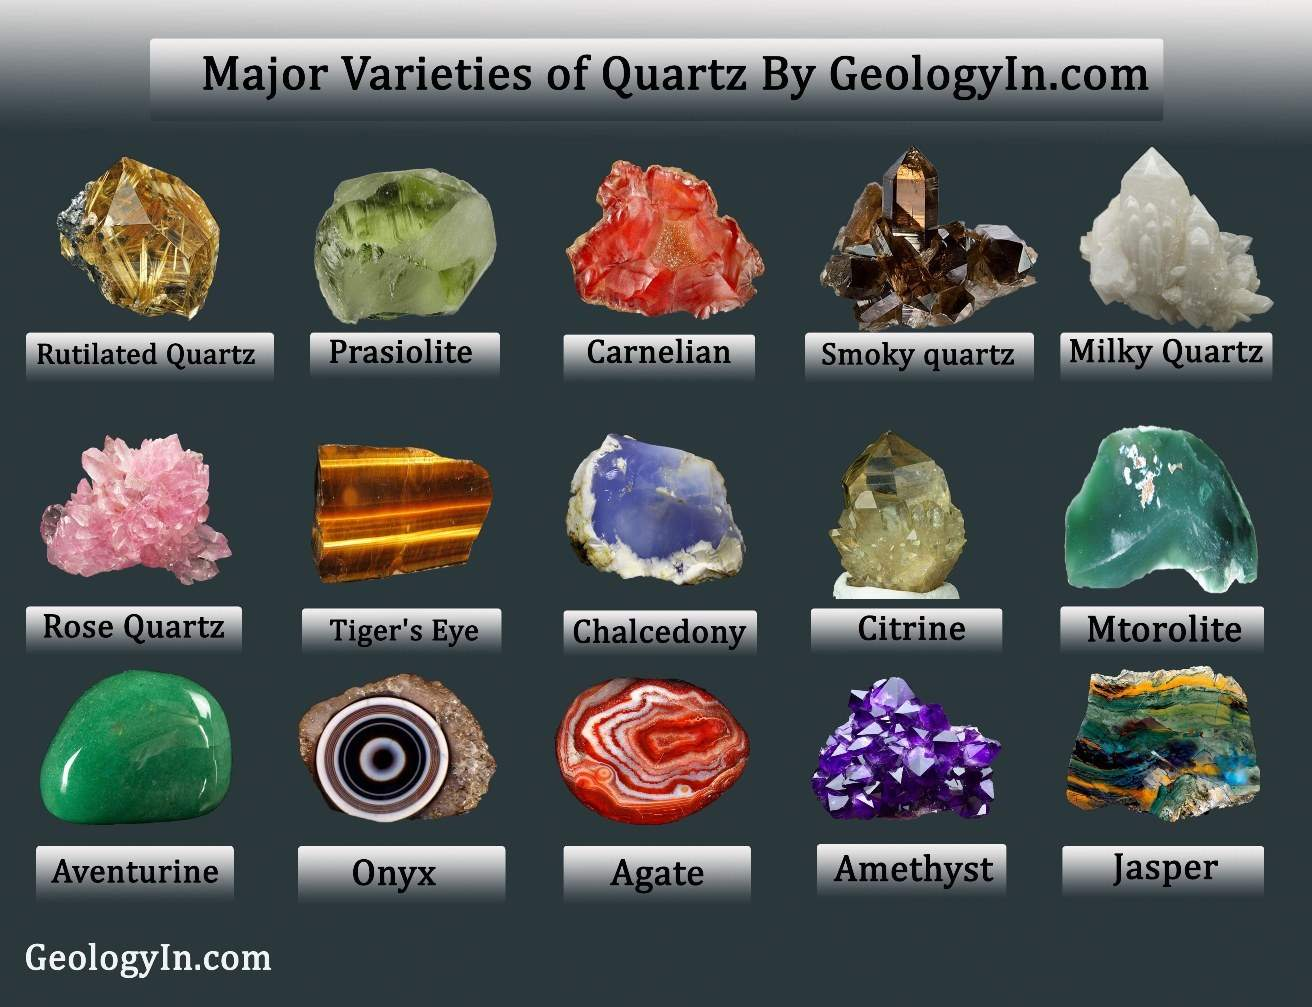 Major Varieties of Quartz By GeologyIn.com
Rutilated Quartz
Prasiolite
Carnelian
Smoky quartz
Milky Quartz
Rose Quartz
Tiger's Eye
Chalcedony
Citrine
Mtorolite
Aventurine
Onyx
Agate
Amethyst
Jasper
GeologyIn.com